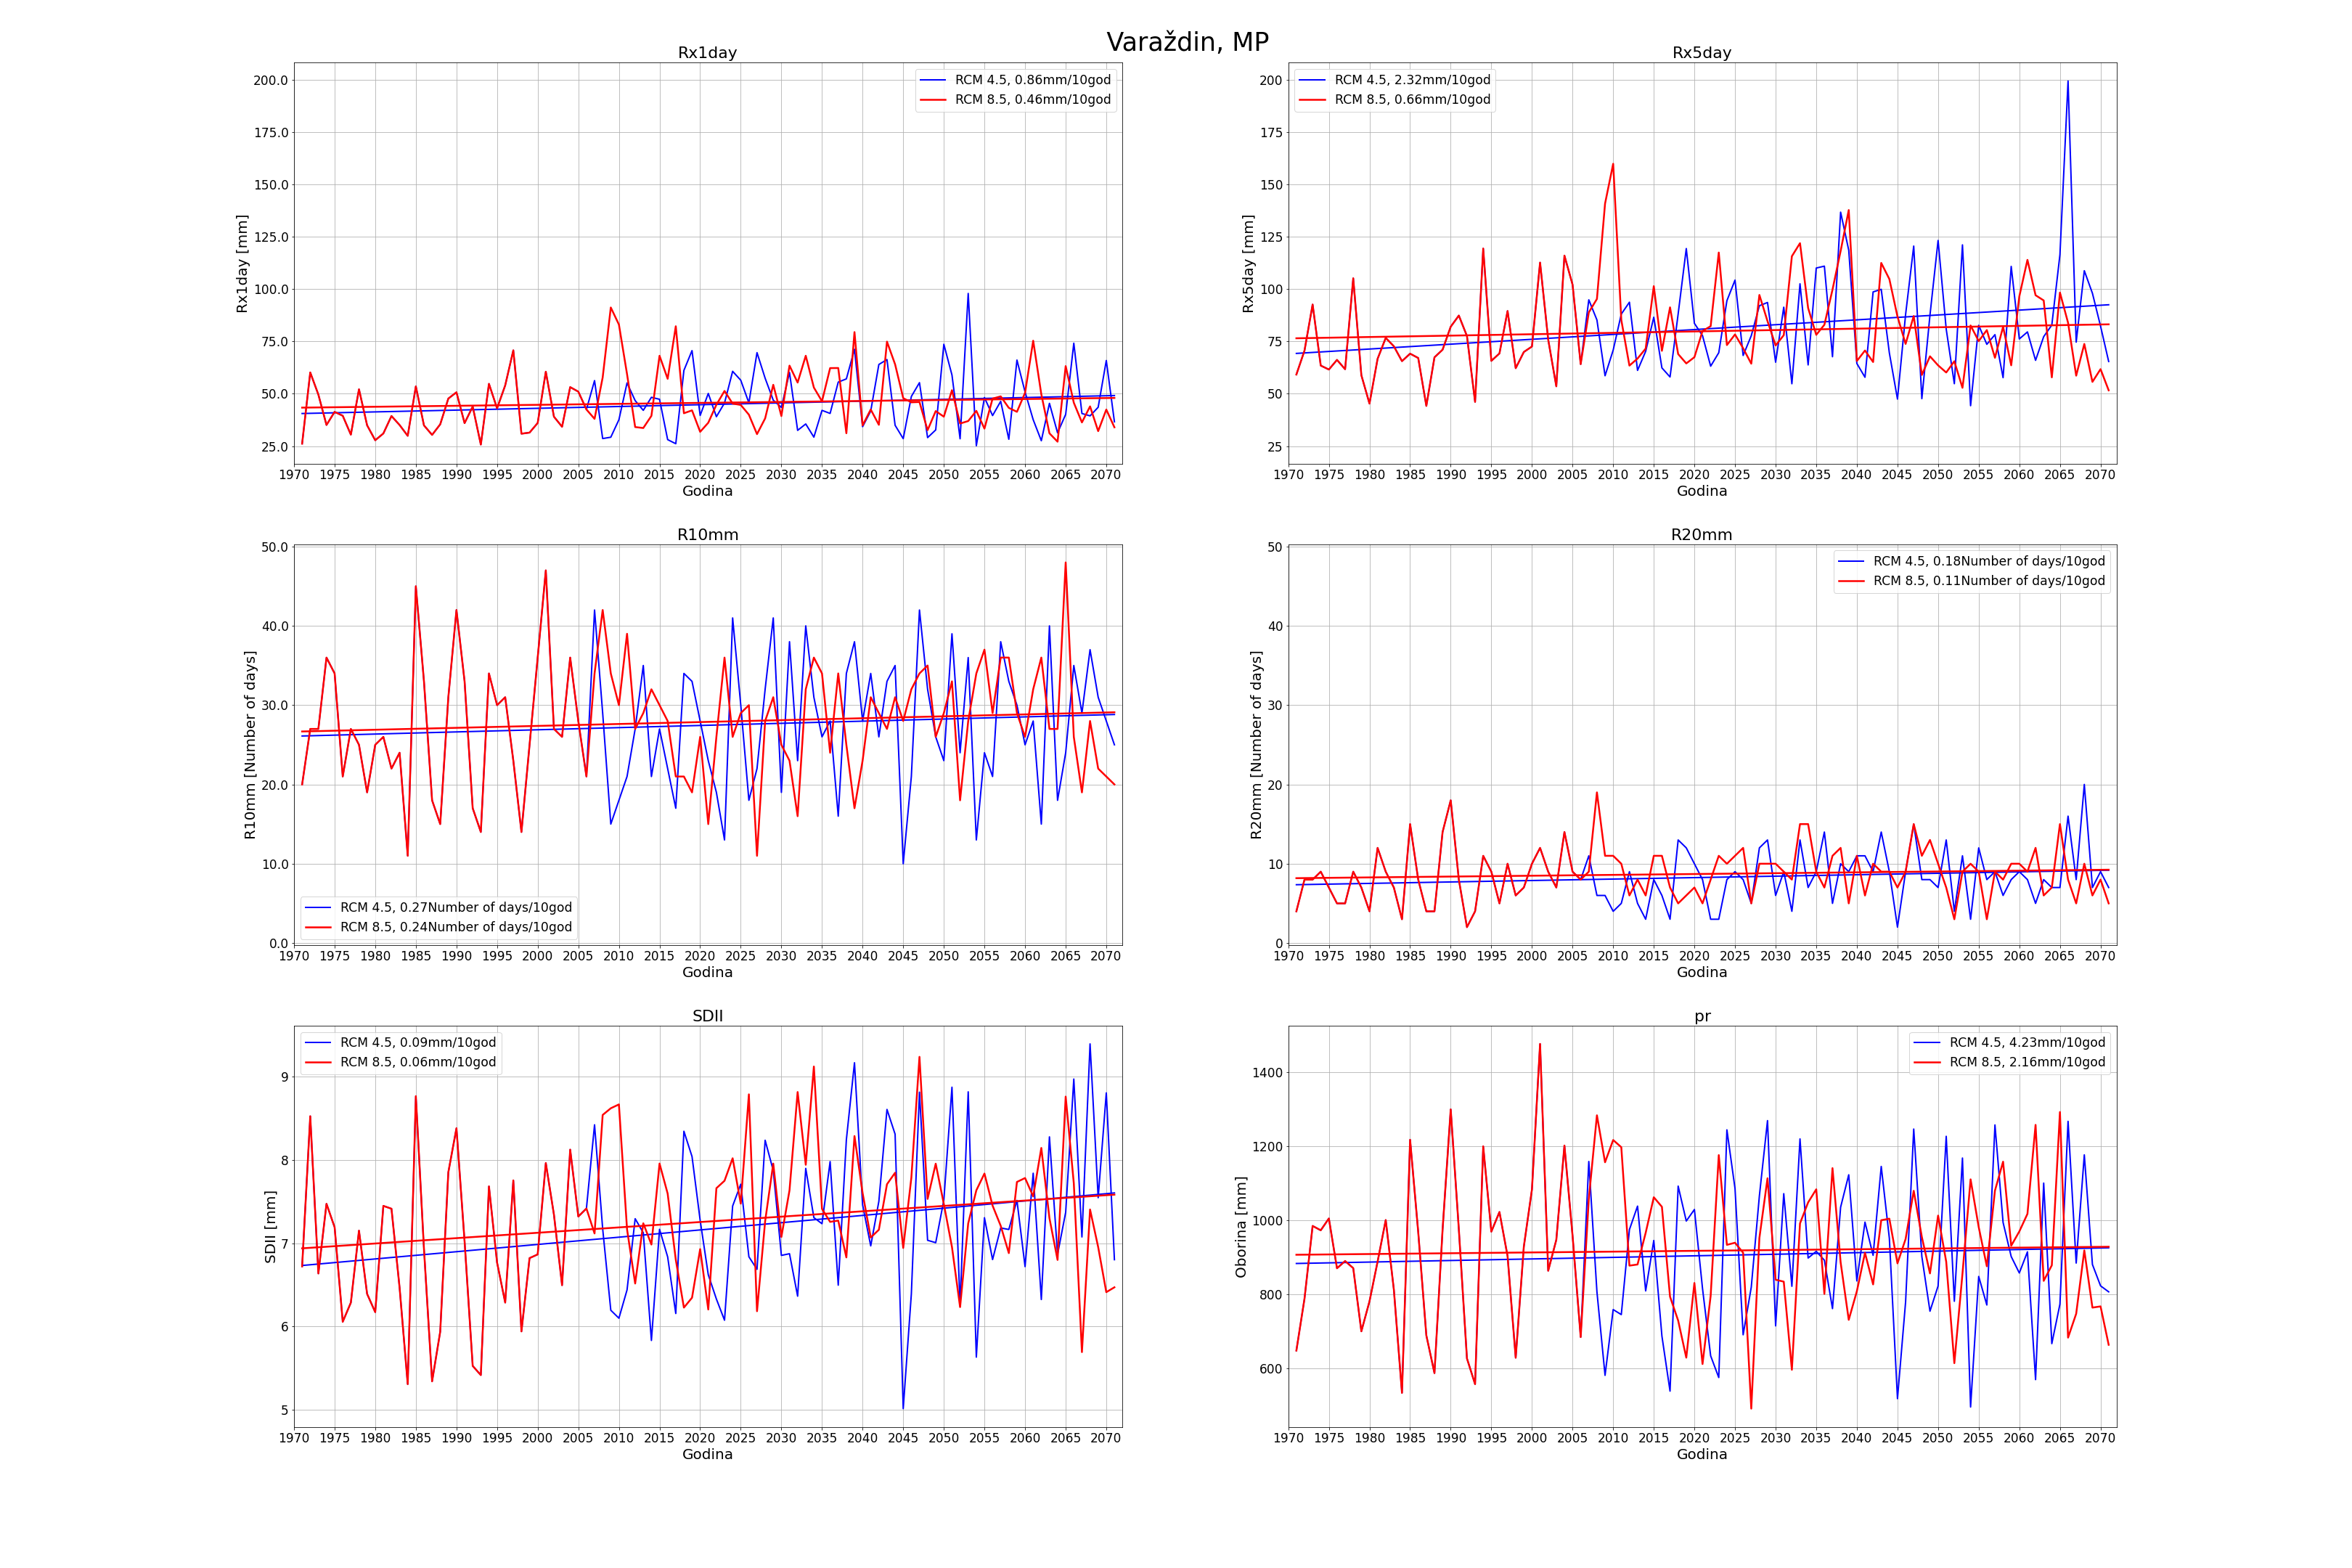 Varaždin, MP
Rx1day
RCM 4.5, 0.86mm/10god
RCM 8.5, 0.46mm/10god
Rx1day [mm]
200.0
175.0
150.0
125.0
100.0
75.0
50.0
25.0
1970 1975 1980 1985 1990 1995 2000 2005 2010 2015 2020 2025 2030 2035 2040 2045 2050 2055 2060 2065 2070
Godina
Rx5day
RCM 4.5, 2.32mm/10god
RCM 8.5, 0.66mm/10god
Rx5day [mm]
200
175
150
125
100
75
50
25
1970 1975 1980 1985 1990 1995 2000 2005 2010 2015 2020 2025 2030 2035 2040 2045 2050 2055 2060 2065 2070
Godina
R10mm
R10mm [Number of days]
50.0
40.0
30.0
20.0
10.0
0.0
RCM 4.5, 0.27Number of days/10god
RCM 8.5, 0.24Number of days/10god
1970 1975 1980 1985 1990 1995 2000 2005 2010 2015 2020 2025 2030 2035 2040 2045 2050 2055 2060 2065 2070
Godina
R20mm
RCM 4.5, 0.18Number of days/10god
RCM 8.5, 0.11Number of days/10god
R20mm [Number of days]
50
40
30
20
10
0
1970 1975 1980 1985 1990 1995 2000 2005 2010 2015 2020 2025 2030 2035 2040 2045 2050 2055 2060 2065 2070
Godina
SDII
RCM 4.5, 0.09mm/10god
RCM 8.5, 0.06mm/10god
SDII [mm]
9
8
7
6
5
1970 1975 1980 1985 1990 1995 2000 2005 2010 2015 2020 2025 2030 2035 2040 2045 2050 2055 2060 2065 2070
Godina
pr
RCM 4.5, 4.23mm/10god
RCM 8.5, 2.16mm/10god
Oborina [mm]
1400
1200
1000
800
600
1970 1975 1980 1985 1990 1995 2000 2005 2010 2015 2020 2025 2030 2035 2040 2045 2050 2055 2060 2065 2070
Godina